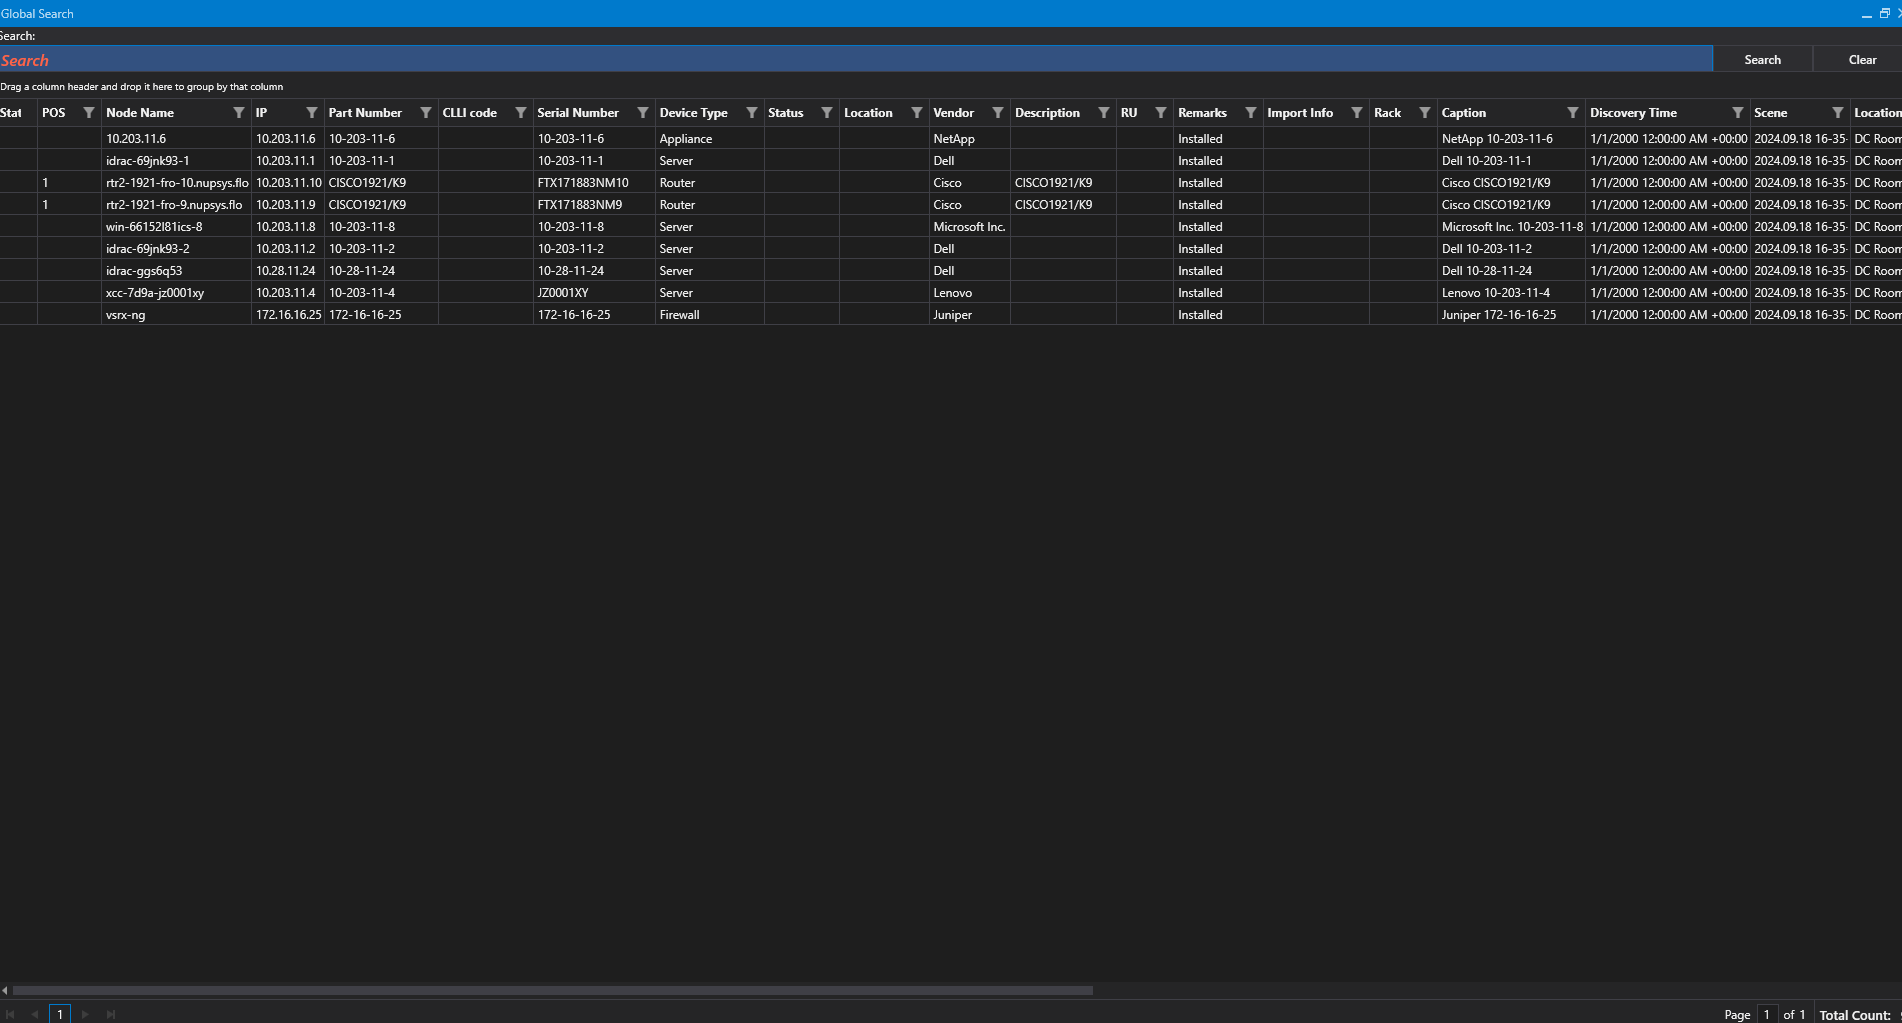 Global Search
Search:
Search Search Clear
Drag a column header and drop it here to group by that column
Stat POS Node Name IP Part Number CLLI code Serial Number Device Type Status Location Vendor Description RU Remarks Import Info Rack Caption Discovery Time Scene Location
10.203.11.6 10.203.11.6 10-203-11-6 10-203-11-6 Appliance NetApp Installed NetApp 10-203-11-6 1/1/2000 12:00:00 AM +00:00 2024.09.18 16-35- DC Room
idrac-69jnk93-1 10.203.11.1 10-203-11-1 10-203-11-1 Server Dell Installed Dell 10-203-11-1 1/1/2000 12:00:00 AM +00:00 2024.09.18 16-35- DC Room
1 rtr2-1921-fro-10.nupsys.flo 10.203.11.10 CISCO1921/K9 FTX171883NM10 Router Cisco CISCO1921/K9 Installed Cisco CISCO1921/K9 1/1/2000 12:00:00 AM +00:00 2024.09.18 16-35- DC Room
1 rtr2-1921-fro-9.nupsys.flo 10.203.11.9 CISCO1921/K9 FTX171883NM9 Router Cisco CISCO1921/K9 Installed Cisco CISCO1921/K9 1/1/2000 12:00:00 AM +00:00 2024.09.18 16-35- DC Room
win-66152l81ics-8 10.203.11.8 10-203-11-8 10-203-11-8 Server Microsoft Inc. Installed Microsoft Inc. 10-203-11-8 1/1/2000 12:00:00 AM +00:00 2024.09.18 16-35- DC Room
idrac-69jnk93-2 10.203.11.2 10-203-11-2 10-203-11-2 Server Dell Installed Dell 10-203-11-2 1/1/2000 12:00:00 AM +00:00 2024.09.18 16-35- DC Room
idrac-ggs6q53 10.28.11.24 10-28-11-24 10-28-11-24 Server Dell Installed Dell 10-28-11-24 1/1/2000 12:00:00 AM +00:00 2024.09.18 16-35- DC Room
xcc-7d9a-jz0001xy 10.203.11.4 10-203-11-4 JZ0001XY Server Lenovo Installed Lenovo 10-203-11-4 1/1/2000 12:00:00 AM +00:00 2024.09.18 16-35- DC Room
vsrx-ng 172.16.16.25 172-16-16-25 172-16-16-25 Firewall Juniper Installed Juniper 172-16-16-25 1/1/2000 12:00:00 AM +00:00 2024.09.18 16-35- DC Room
1 Page 1 of 1 Total Count: